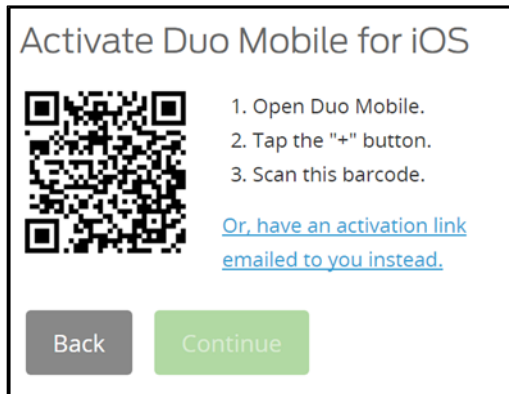 Activate Duo Mobile for iOS
1. Open Duo Mobile.
2. Tap the "+" button.
3. Scan this barcode.
Or, have an activation link
emailed to you instead.
Back
Continue